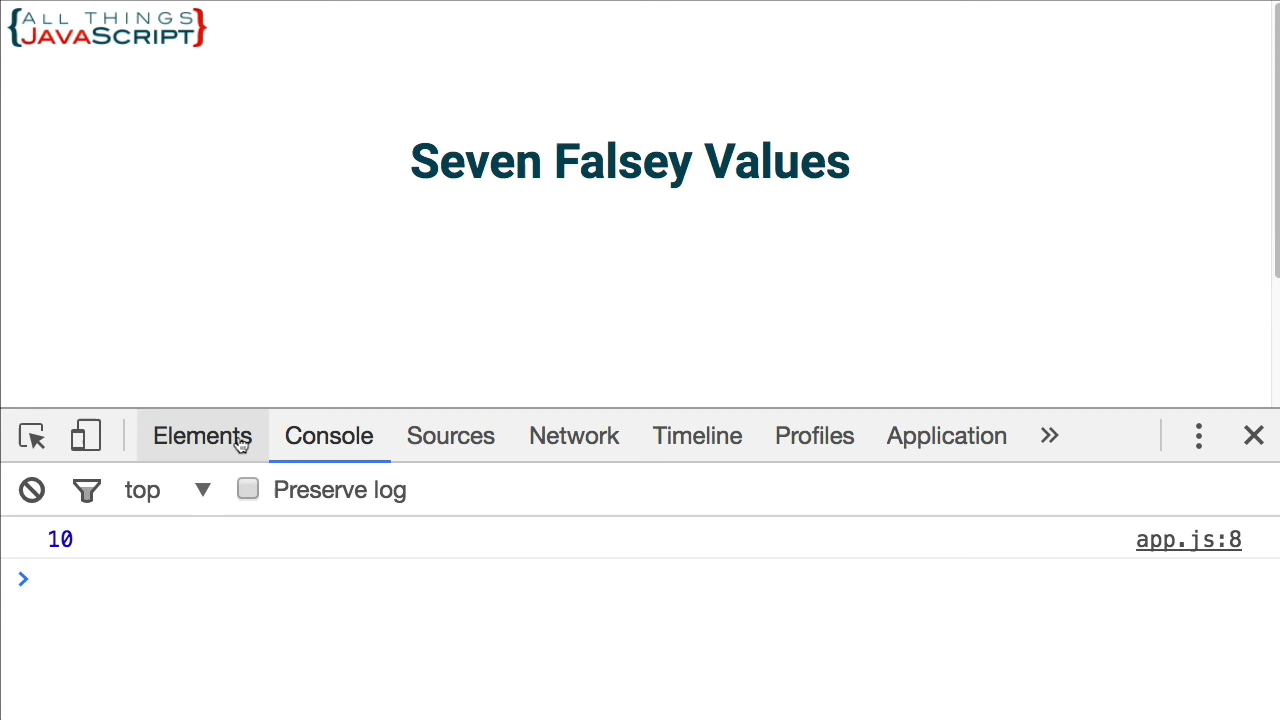 {ALL THINGS
JAVASCRIPT}
Seven Falsey Values
Elements Console Sources Network Timeline Profiles Application »
top ▼ Preserve log
10 app.js:8
>